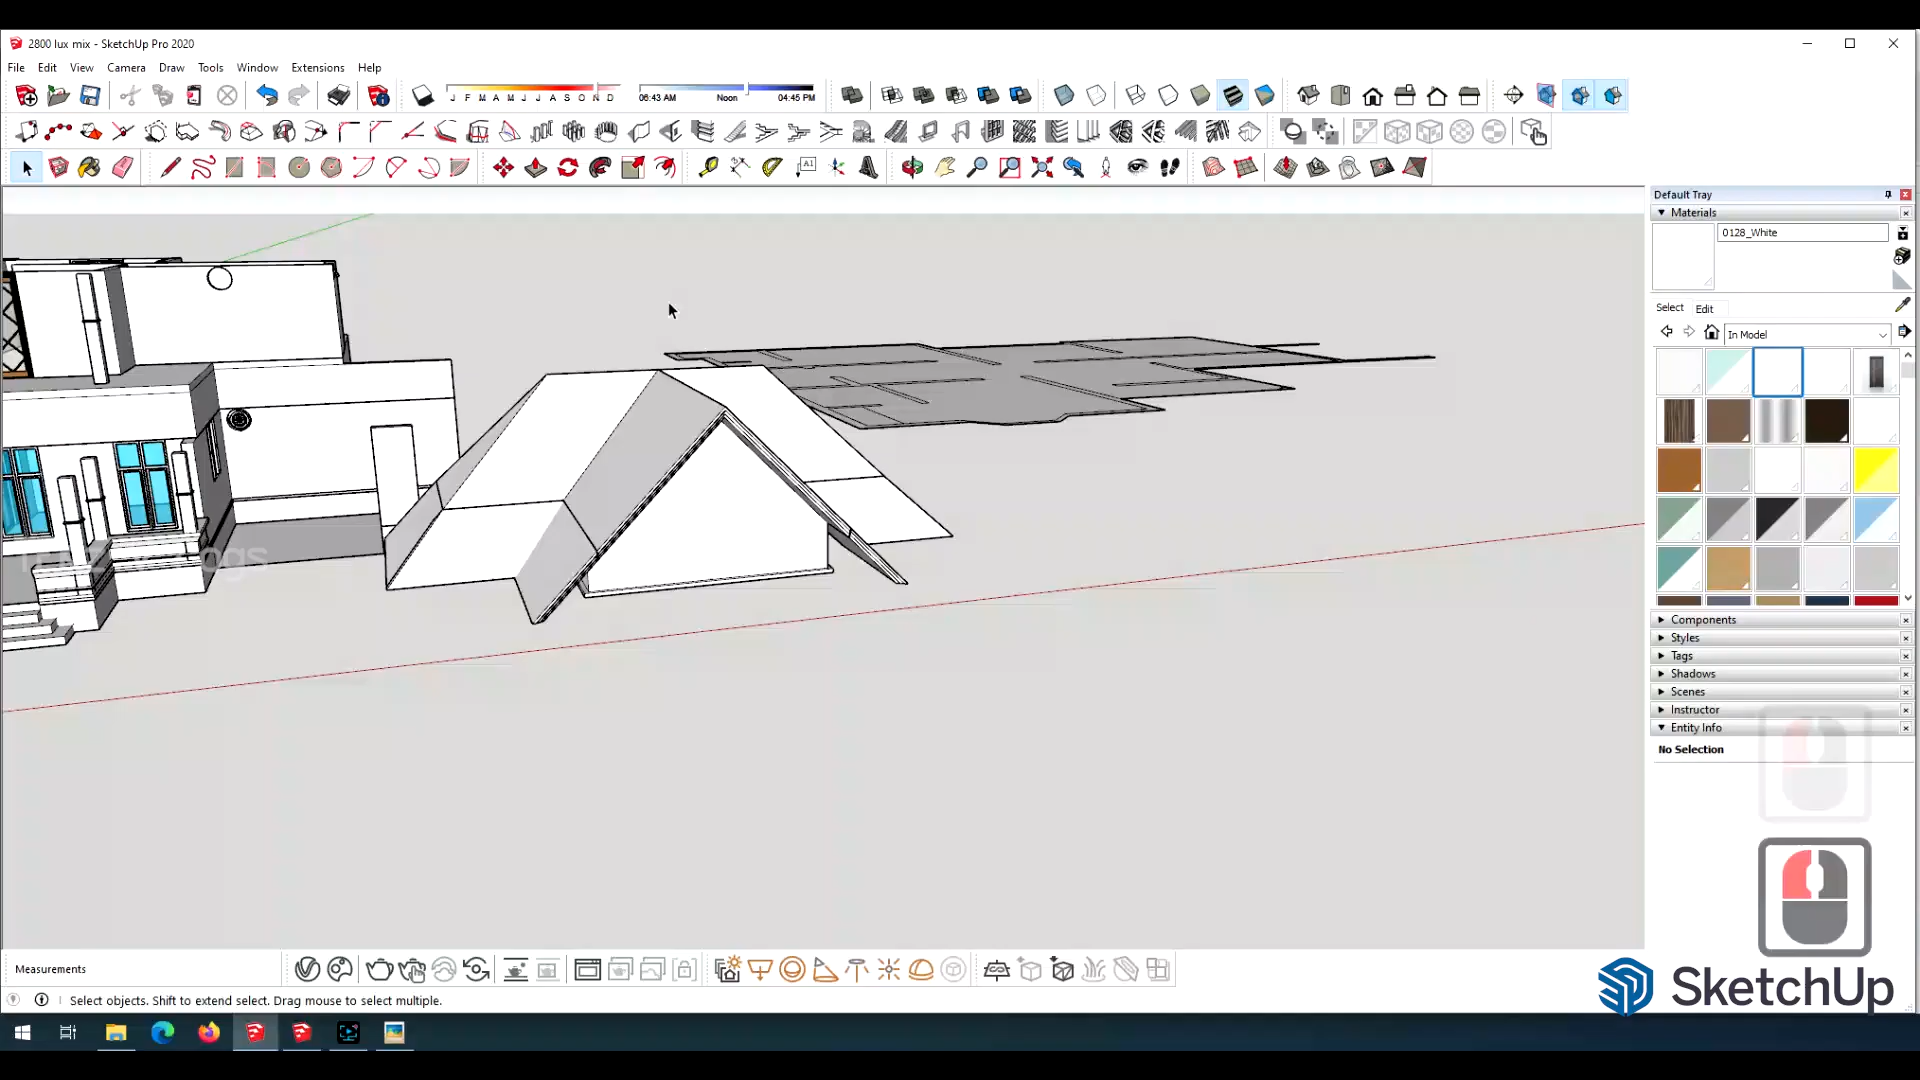 2800 lux mix - SketchUp Pro 2020
File Edit View Camera Draw Tools Window Extensions Help
J F M A M J J A S O N D
06:43 AM Noon 04:45 PM
A1
Default Tray
Materials
0128_White
Select Edit
In Model
Components
Styles
Tags
Shadows
Scenes
Instructor
Entity Info
No Selection
Measurements
Select objects. Shift to extend select. Drag mouse to select multiple.
SketchUp